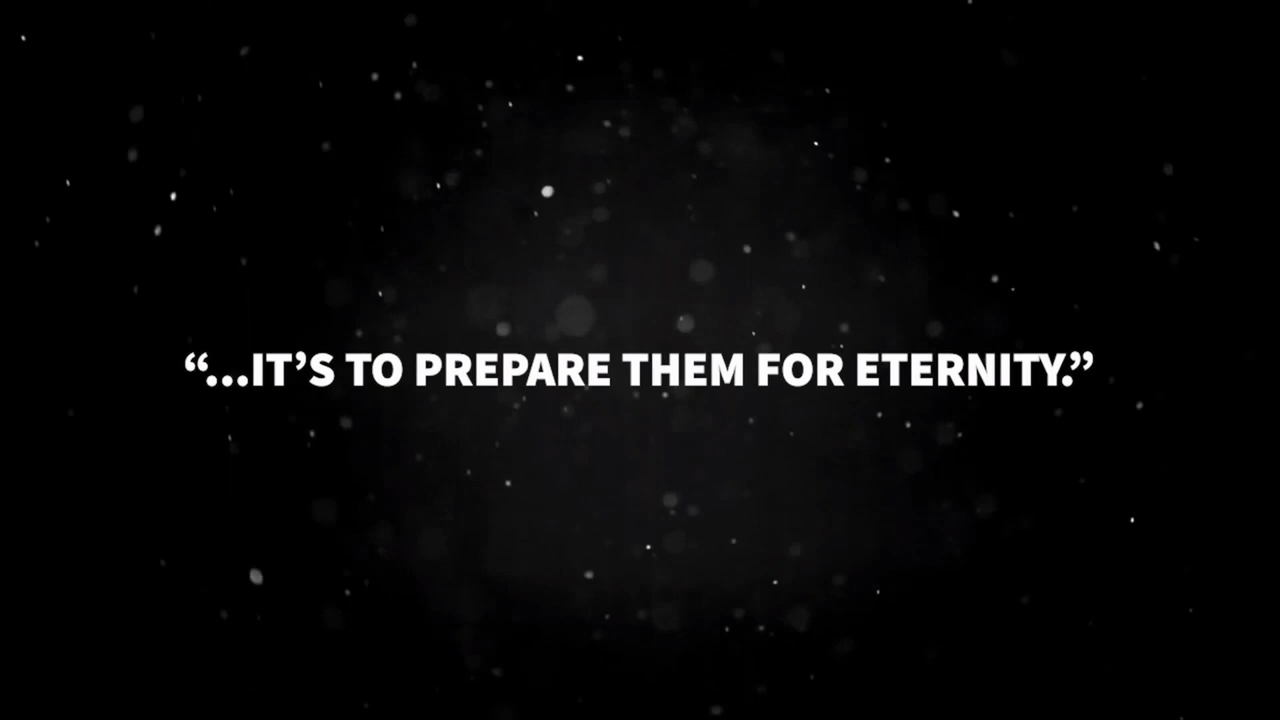 “...IT’S TO PREPARE THEM FOR ETERNITY.”